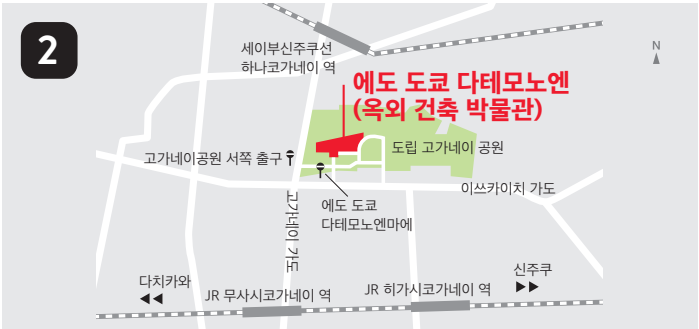 2
세이부신주쿠선
하나코가네이 역
N
에도 도쿄 다테모노엔
(옥외 건축 박물관)
도립 고가네이 공원
고가네이공원 서쪽 출구
이쓰카이치 가도
에도 도쿄
다테모노엔마에
고가네이 가도
다치카와
◀◀
JR 무사시코가네이 역
JR 히가시코가네이 역
신주쿠
▶▶